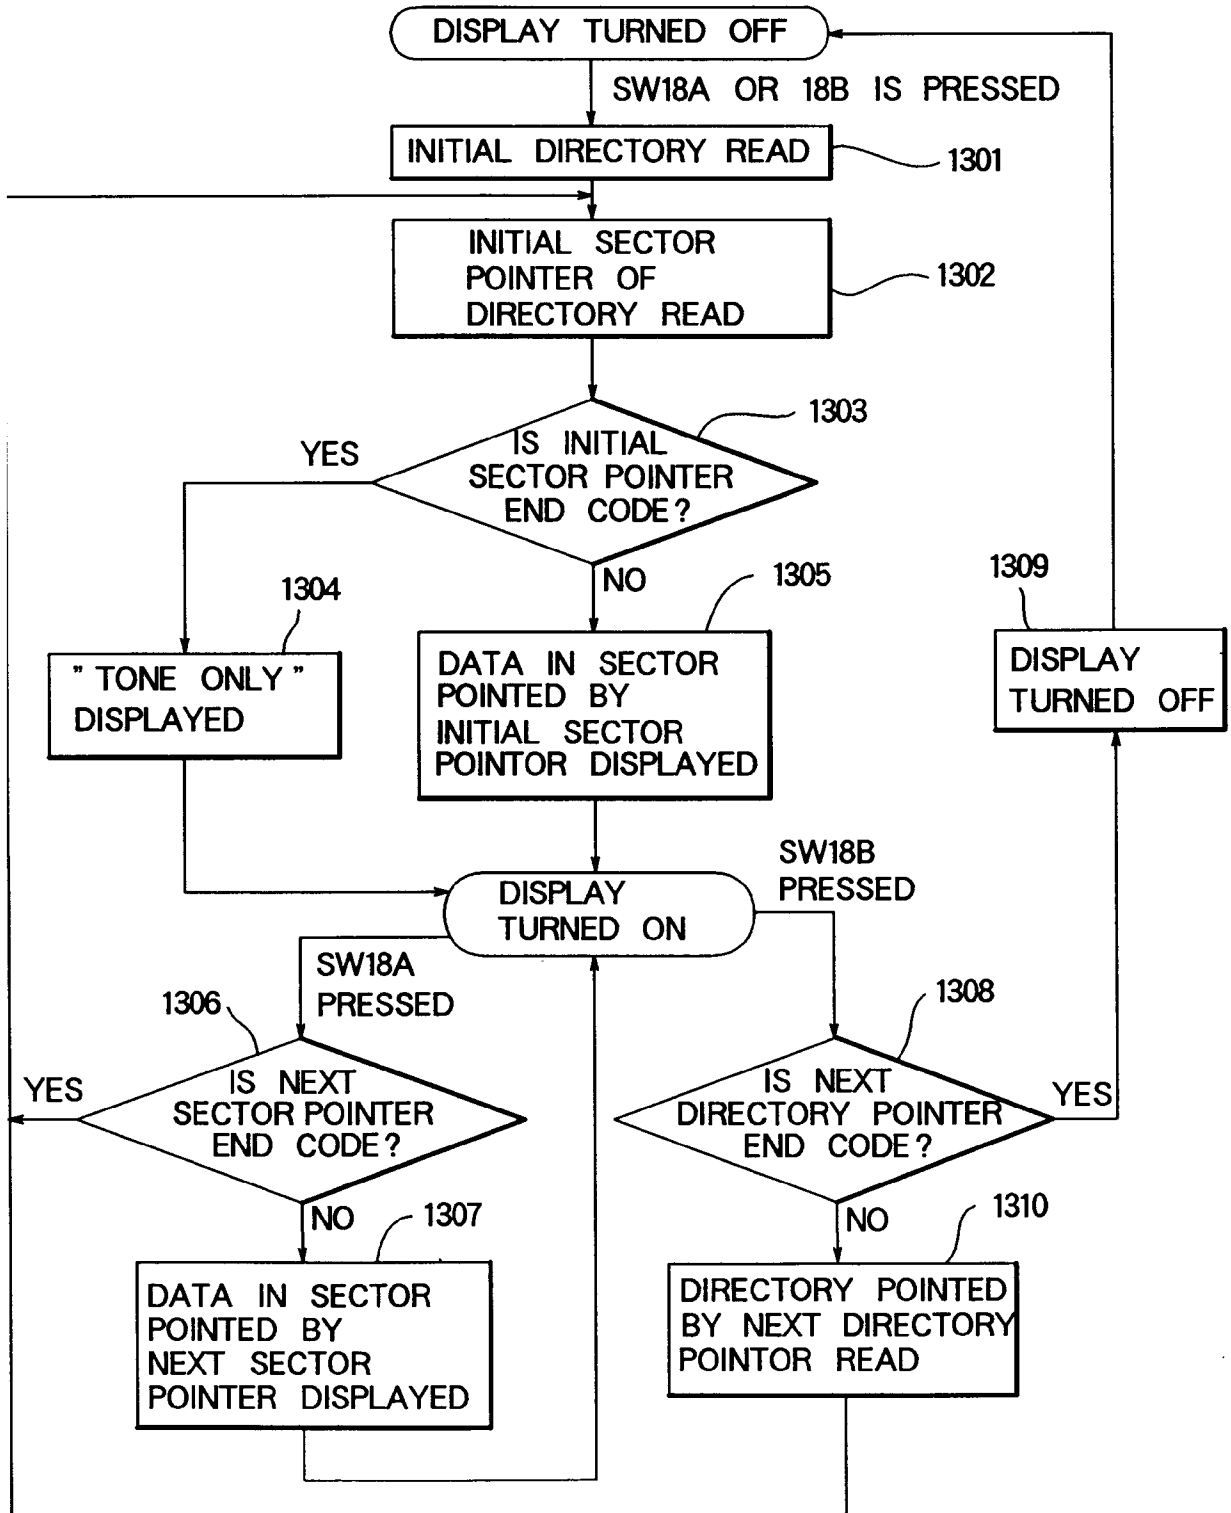 DISPLAY TURNED OFF
SW18A OR 18B IS PRESSED
INITIAL DIRECTORY READ
1301
INITIAL SECTOR
POINTER OF
DIRECTORY READ
1302
1303
YES
IS INITIAL
SECTOR POINTER
END CODE?
NO
1304
1305
1309
" TONE ONLY "
DISPLAYED
DATA IN SECTOR
POINTED BY
INITIAL SECTOR
POINTOR DISPLAYED
DISPLAY
TURNED OFF
DISPLAY
TURNED ON
SW18B
PRESSED
SW18A
PRESSED
1306
1308
YES
IS NEXT
SECTOR POINTER
END CODE?
IS NEXT
DIRECTORY POINTER
END CODE?
YES
NO
1307
NO
1310
DATA IN SECTOR
POINTED BY
NEXT SECTOR
POINTER DISPLAYED
DIRECTORY POINTED
BY NEXT DIRECTORY
POINTOR READ